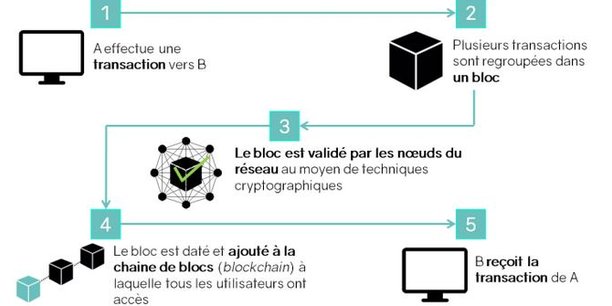 1
A effectue une
transaction vers B
2
Plusieurs transactions
sont regroupées dans
un bloc
3
Le bloc est validé par les nœuds du
réseau au moyen de techniques
cryptographiques
4
Le bloc est daté et ajouté à la
chaine de blocs (blockchain) à
laquelle tous les utilisateurs ont
accès
5
B reçoit la
transaction de A